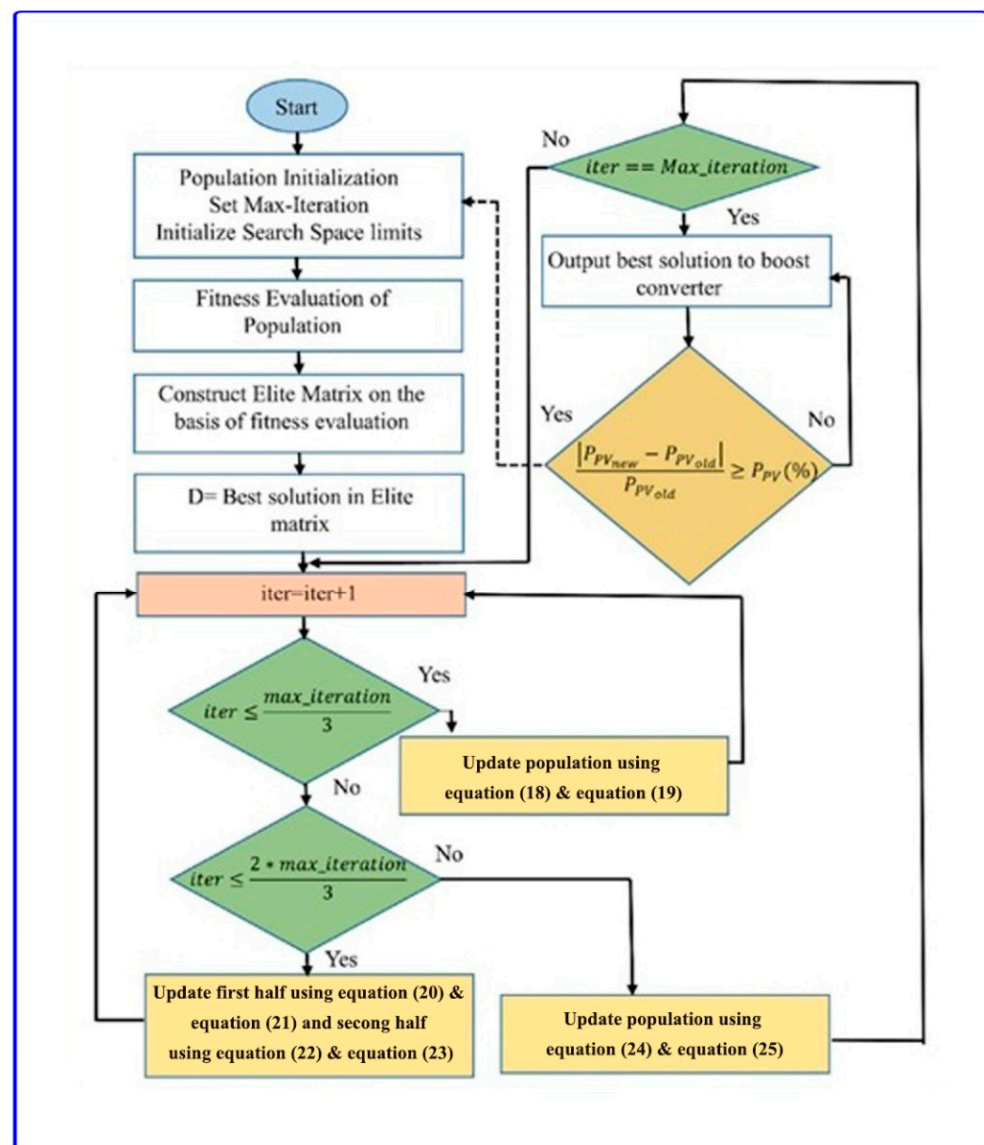 Start
Population Initialization
Set Max-Iteration
Initialize Search Space limits
Fitness Evaluation of
Population
Construct Elite Matrix on the
basis of fitness evaluation
D= Best solution in Elite
matrix
iter=iter+1
iter ≤ max_iteration / 3
Yes
Update population using
equation (18) & equation (19)
No
iter ≤ 2 * max_iteration / 3
No
Yes
Update first half using equation (20) &
equation (21) and secong half
using equation (22) & equation (23)
Update population using
equation (24) & equation (25)
No
iter == Max_iteration
Yes
Output best solution to boost
converter
Yes
No
|P_PVnew − P_PVold| / P_PVold ≥ P_PV(%)